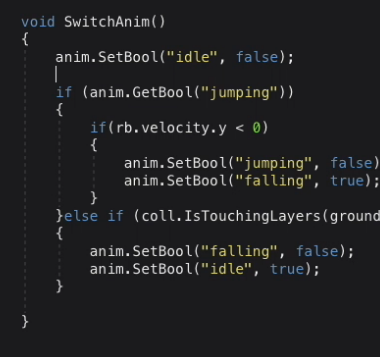 void SwitchAnim()
{
anim.SetBool("idle", false);
if (anim.GetBool("jumping"))
{
if(rb.velocity.y < 0)
{
anim.SetBool("jumping", false)
anim.SetBool("falling", true);
}
}else if (coll.IsTouchingLayers(ground
{
anim.SetBool("falling", false);
anim.SetBool("idle", true);
}
}